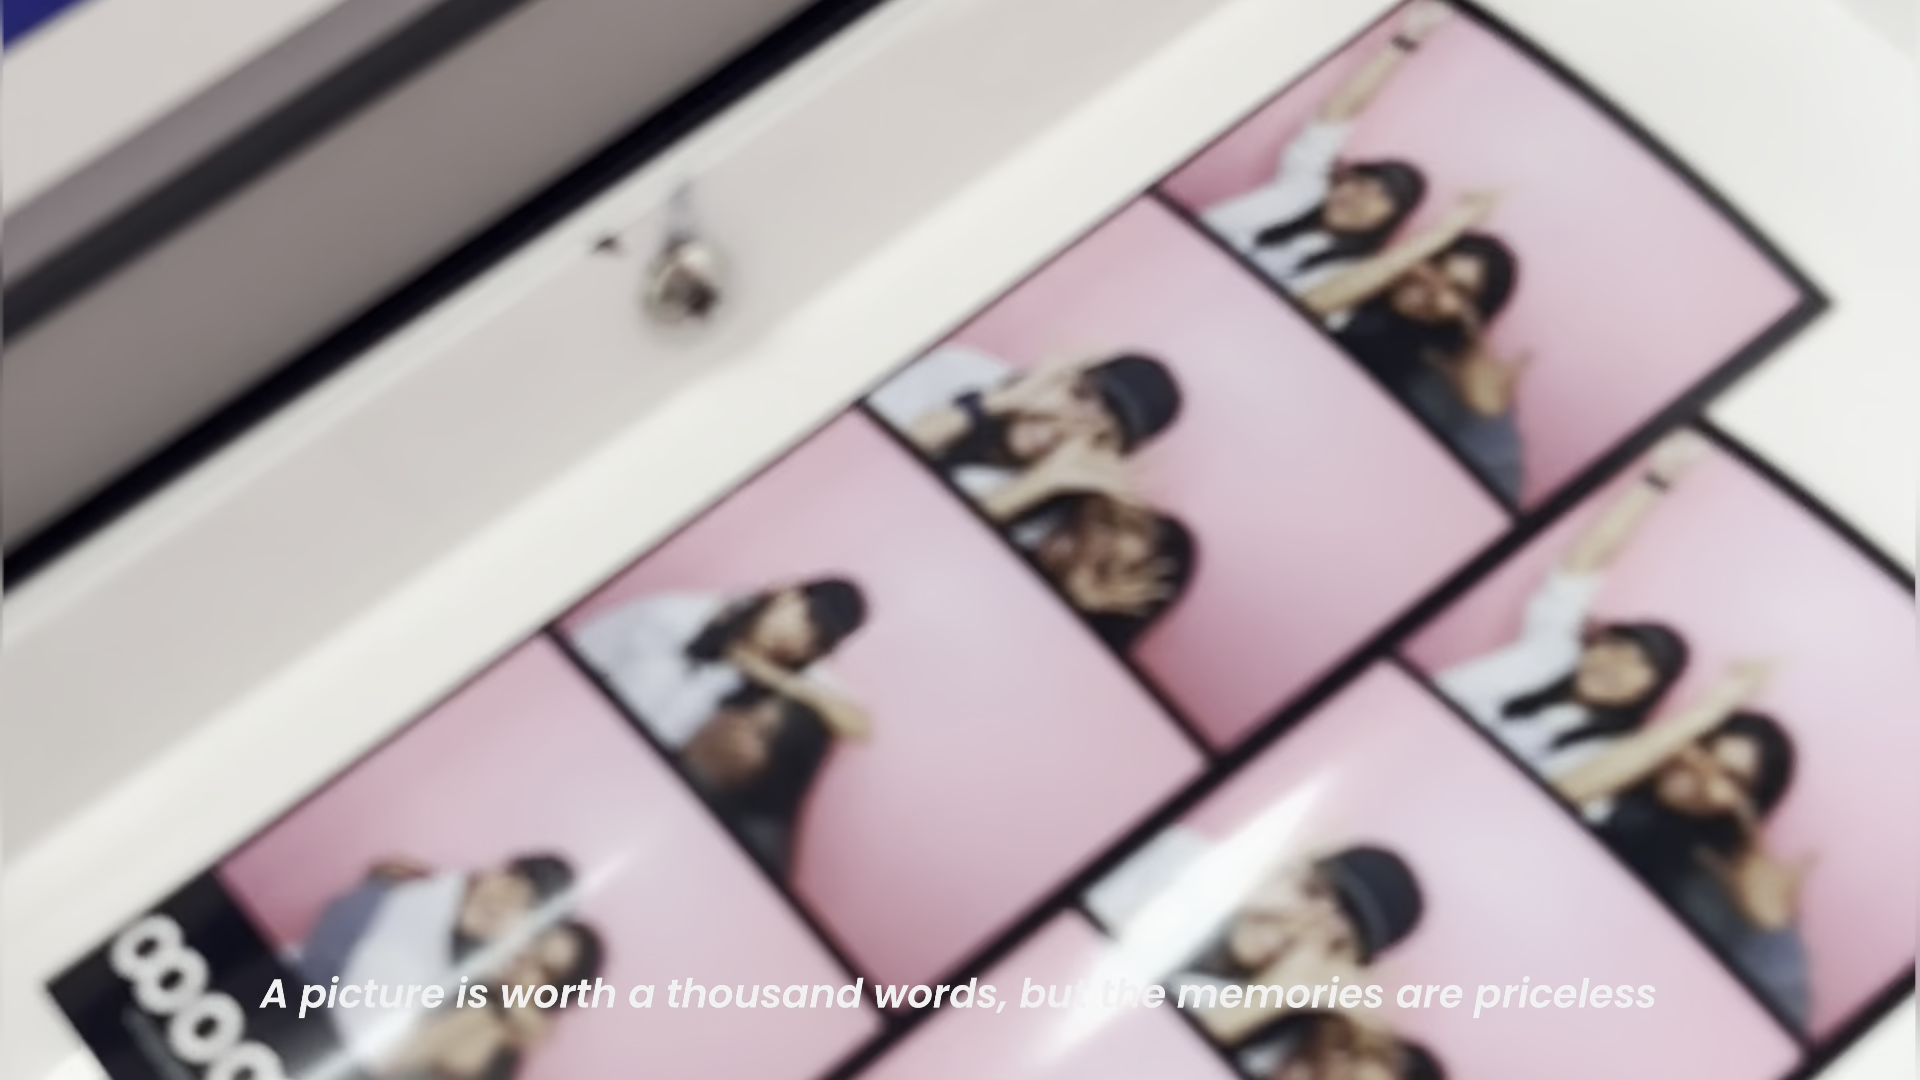 A picture is worth a thousand words, but the memories are priceless